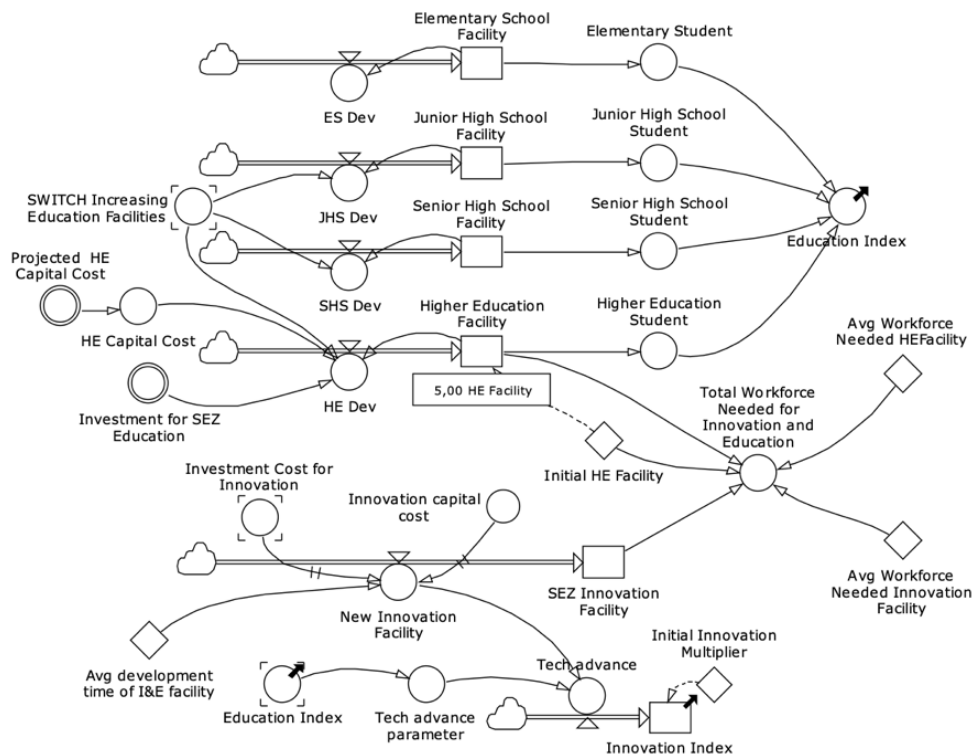 Elementary School
Facility
Elementary Student
ES Dev
Junior High School
Facility
Junior High School
Student
SWITCH Increasing
Education Facilities
JHS Dev
Senior High School
Facility
Senior High School
Student
Education Index
Projected HE
Capital Cost
SHS Dev
Higher Education
Facility
Higher Education
Student
HE Capital Cost
Avg Workforce
Needed HEFacility
5,00 HE Facility
HE Dev
Investment for SEZ
Education
Total Workforce
Needed for
Innovation and
Education
Initial HE Facility
Investment Cost for
Innovation
Innovation capital
cost
SEZ Innovation
Facility
Avg Workforce
Needed Innovation
Facility
New Innovation
Facility
Avg development
time of I&E facility
Initial Innovation
Multiplier
Tech advance
Education Index
Tech advance
parameter
Innovation Index